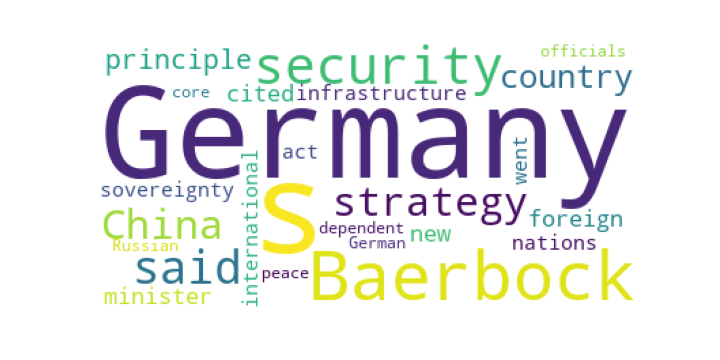 officials
principle security country
core cited infrastructure
Germany
act went
sovereignty international S strategy
China dependent new foreign
Russian German nations
said peace Baerbock
minister